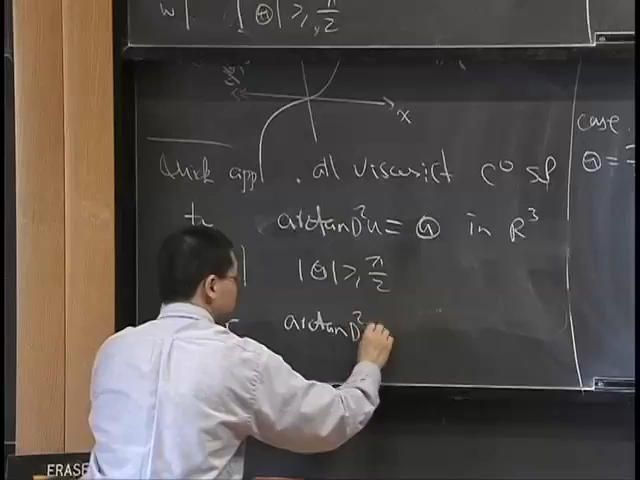 w | |Θ| ≥ π/2
x
Quick app. all viscosity C⁰ sol
to arctan D²u = Θ in R³
|Θ| ≥ π/2
arctan D²
case
Θ =
ERASE